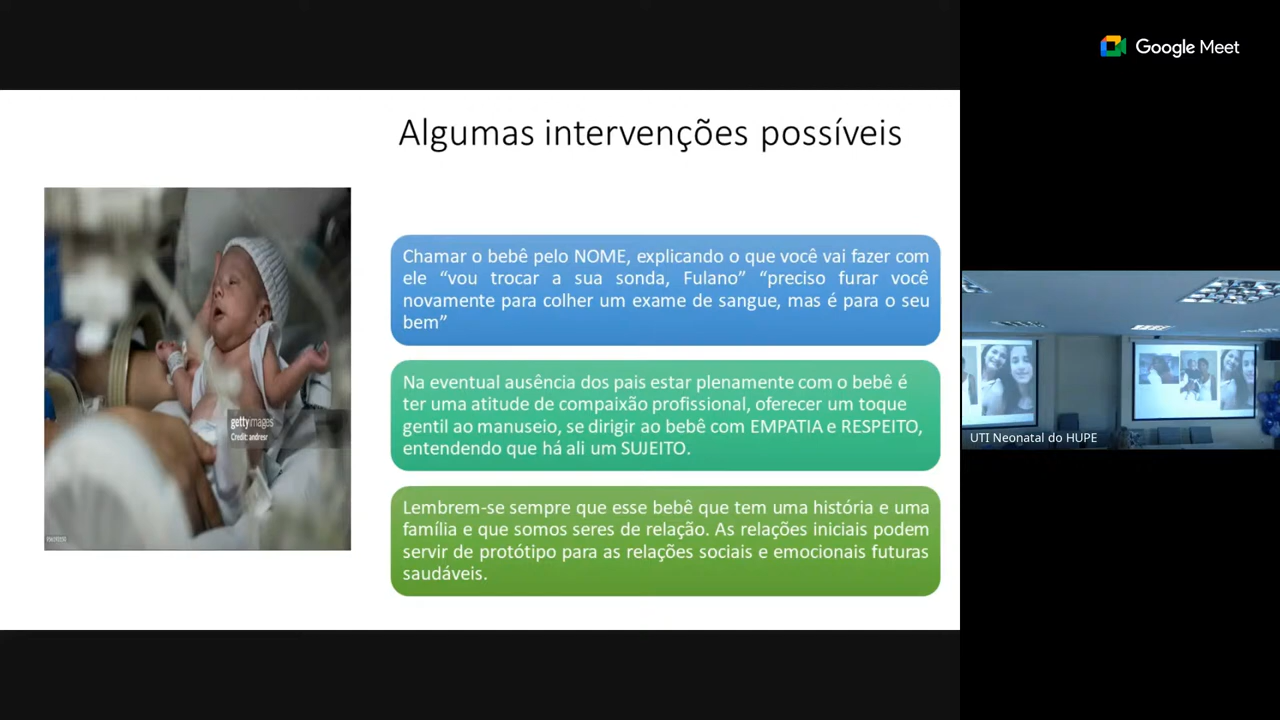 Google Meet
Algumas intervenções possíveis
Chamar o bebê pelo NOME, explicando o que você vai fazer com
ele “vou trocar a sua sonda, Fulano” “preciso furar você
novamente para colher um exame de sangue, mas é para o seu
bem”
Na eventual ausência dos pais estar plenamente com o bebê é
ter uma atitude de compaixão profissional, oferecer um toque
gentil ao manuseio, se dirigir ao bebê com EMPATIA e RESPEITO,
entendendo que há ali um SUJEITO.
Lembrem-se sempre que esse bebê que tem uma história e uma
família e que somos seres de relação. As relações iniciais podem
servir de protótipo para as relações sociais e emocionais futuras
saudáveis.
gettyimages
Credit: andresr
UTI Neonatal do HUPE